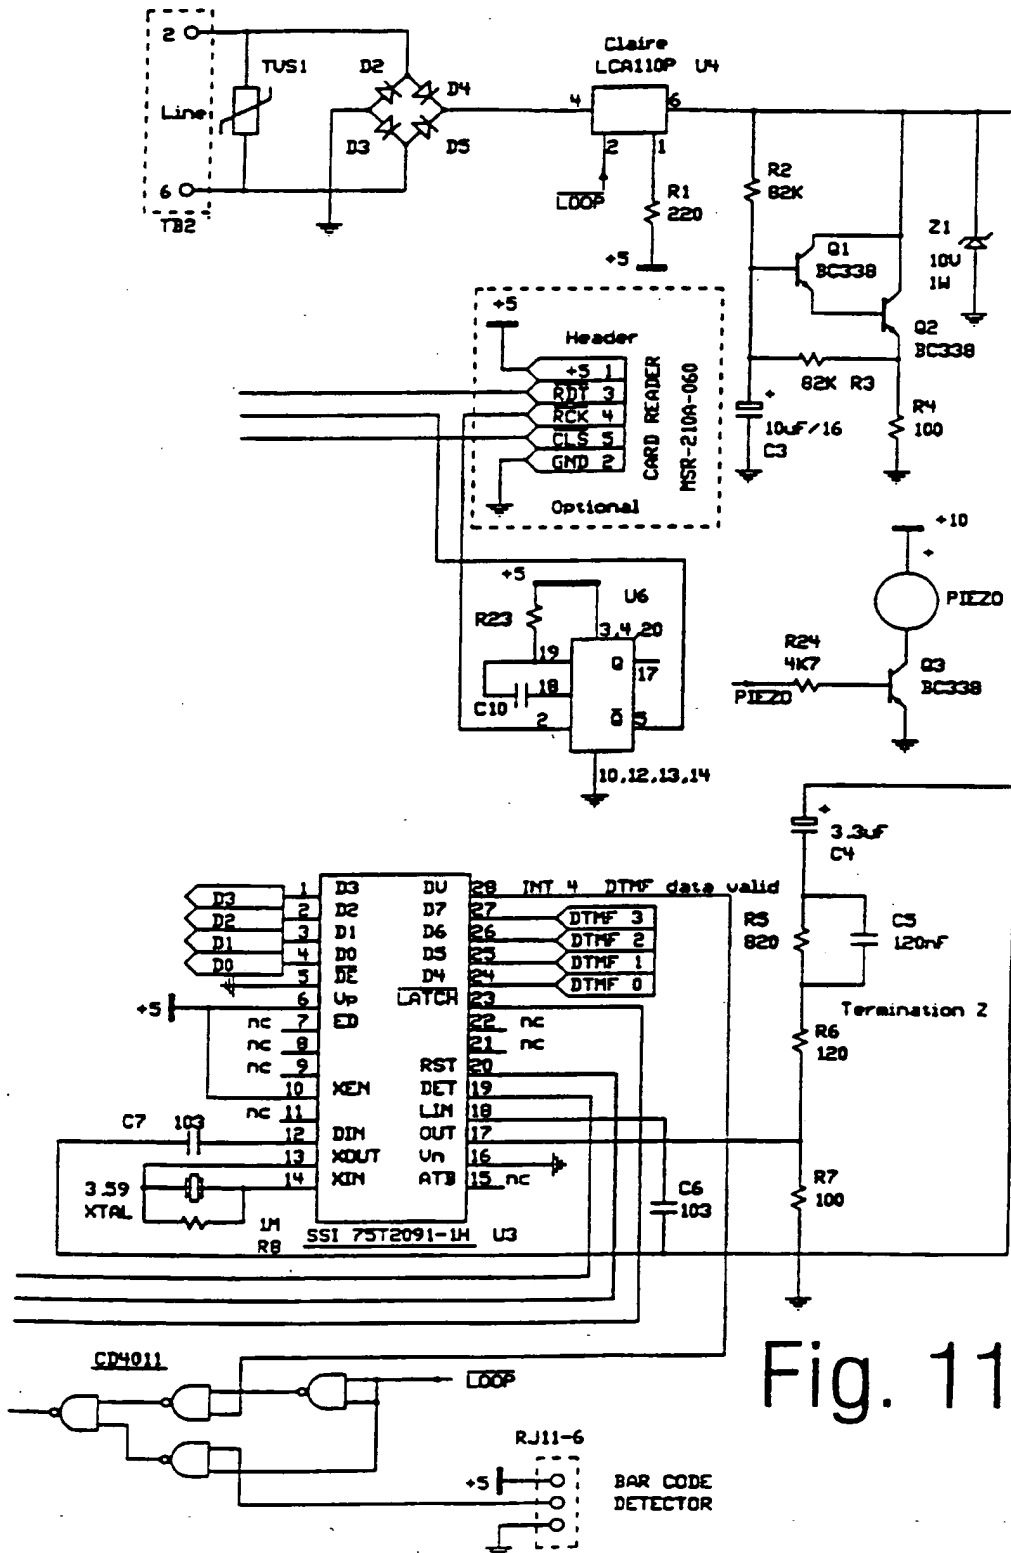 2
Line
6
TB2
TVS1
D2
D4
D3
D5
Claire
LCA110P U4
4
6
2
1
LOOP
R1
220
+5
R2
82K
Q1
BC338
Z1
10V
1W
Q2
BC338
82K R3
+
10uF/16
C3
R4
100
+5
Header
+5 1
RDT 3
RCK 4
CLS 5
GND 2
CARD READER
MSR-210A-060
Optional
+10
+
PIEZO
R24
4K7
PIEZO
Q3
BC338
+5
R23
U6
3,4,20
19
Q
17
18
C10
2
Q
5
10,12,13,14
+
3.3uF
C4
R5
820
C5
120nF
Termination Z
R6
120
R7
100
D3 1 D3 DV 28 INT 4 DTMF data valid
D2 2 D2 D7 27 DTMF 3
D1 3 D1 D6 26 DTMF 2
D0 4 D0 D5 25 DTMF 1
5 DE D4 24 DTMF 0
+5 6 Vp LATCH 23
nc 7 ED 22 nc
nc 8 21 nc
nc 9 RST 20
10 XEN DET 19
nc 11 LIN 18
C7 103 12 DIN OUT 17
13 XOUT Vn 16
14 XIN ATB 15 nc
3.59
XTAL
1M
R8
C6
103
SSI 75T2091-1H U3
CD4011
LOOP
Fig. 11
RJ11-6
+5
BAR CODE
DETECTOR